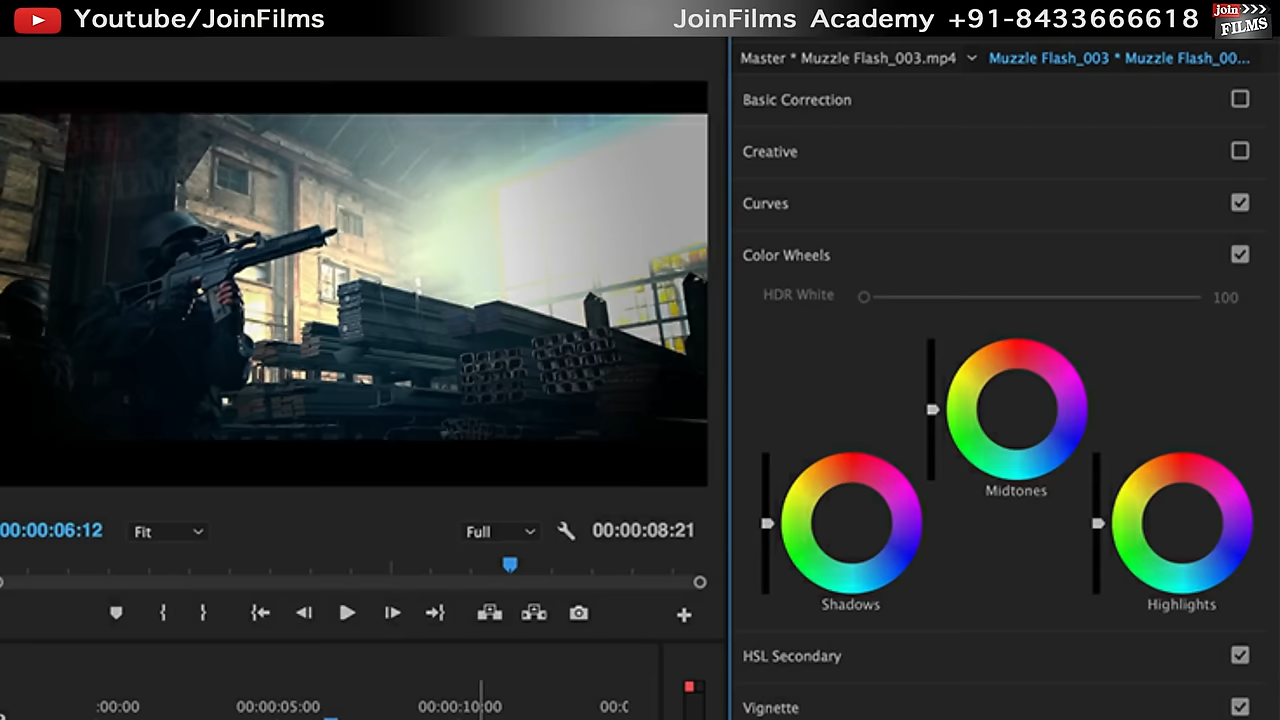 Youtube/JoinFilms
JoinFilms Academy +91-8433666618
Join
FILMS
Master * Muzzle Flash_003.mp4
Muzzle Flash_003 * Muzzle Flash_00...
Basic Correction
Creative
Curves
Color Wheels
HDR White
100
Midtones
Shadows
Highlights
HSL Secondary
Vignette
00:00:06:12
Fit
Full
00:00:08:21
:00:00
00:00:05:00
00:00:10:00
00:0